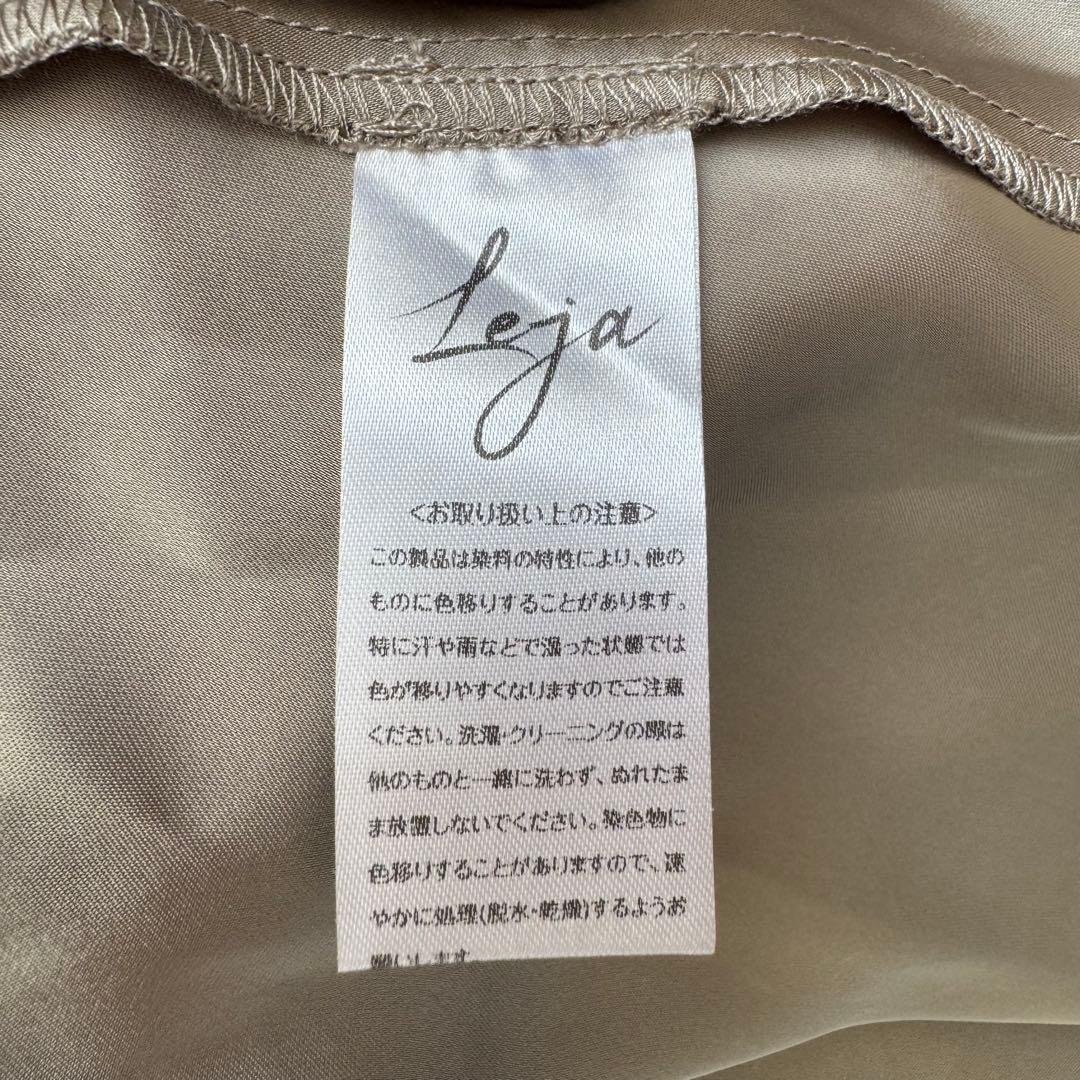 Leja
<お取り扱い上の注意>
この製品は染料の特性により、他の
ものに色移りすることがあります。
特に汗や雨などで湿った状態では
色が移りやすくなりますのでご注意
ください。洗濯・クリーニングの際は
他のものと一緒に洗わず、ぬれたま
ま放置しないでください。染色物に
色移りすることがありますので、速
やかに処理(脱水・乾燥)するようお
願いします